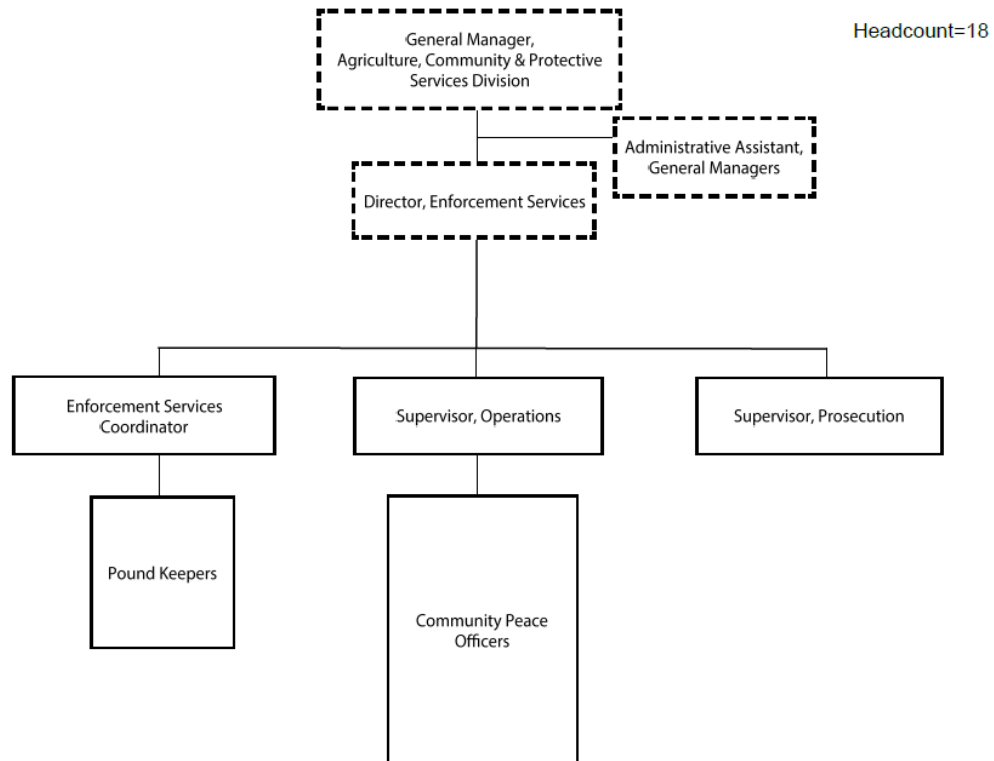 Headcount=18
General Manager,
Agriculture, Community & Protective
Services Division
Administrative Assistant,
General Managers
Director, Enforcement Services
Enforcement Services
Coordinator
Supervisor, Operations
Supervisor, Prosecution
Pound Keepers
Community Peace
Officers